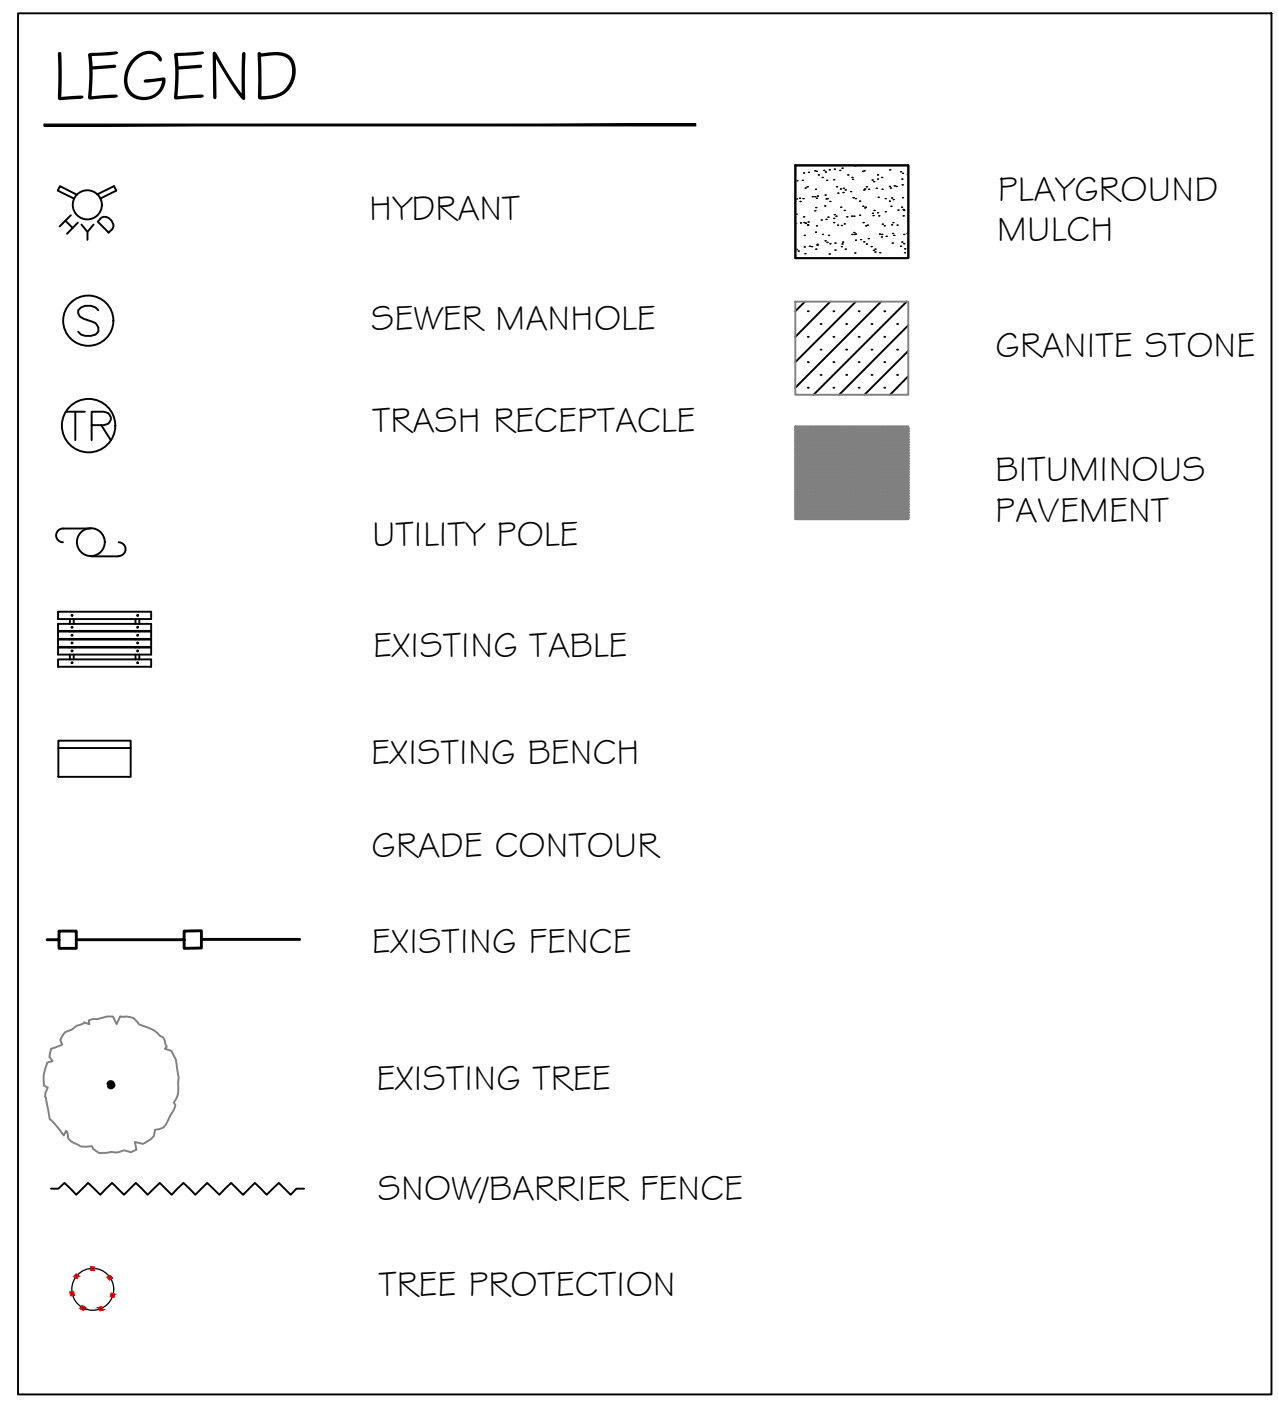 LEGEND
HYD
HYDRANT
S
SEWER MANHOLE
TR
TRASH RECEPTACLE
UTILITY POLE
EXISTING TABLE
EXISTING BENCH
GRADE CONTOUR
EXISTING FENCE
EXISTING TREE
SNOW/BARRIER FENCE
TREE PROTECTION
PLAYGROUND
MULCH
GRANITE STONE
BITUMINOUS
PAVEMENT